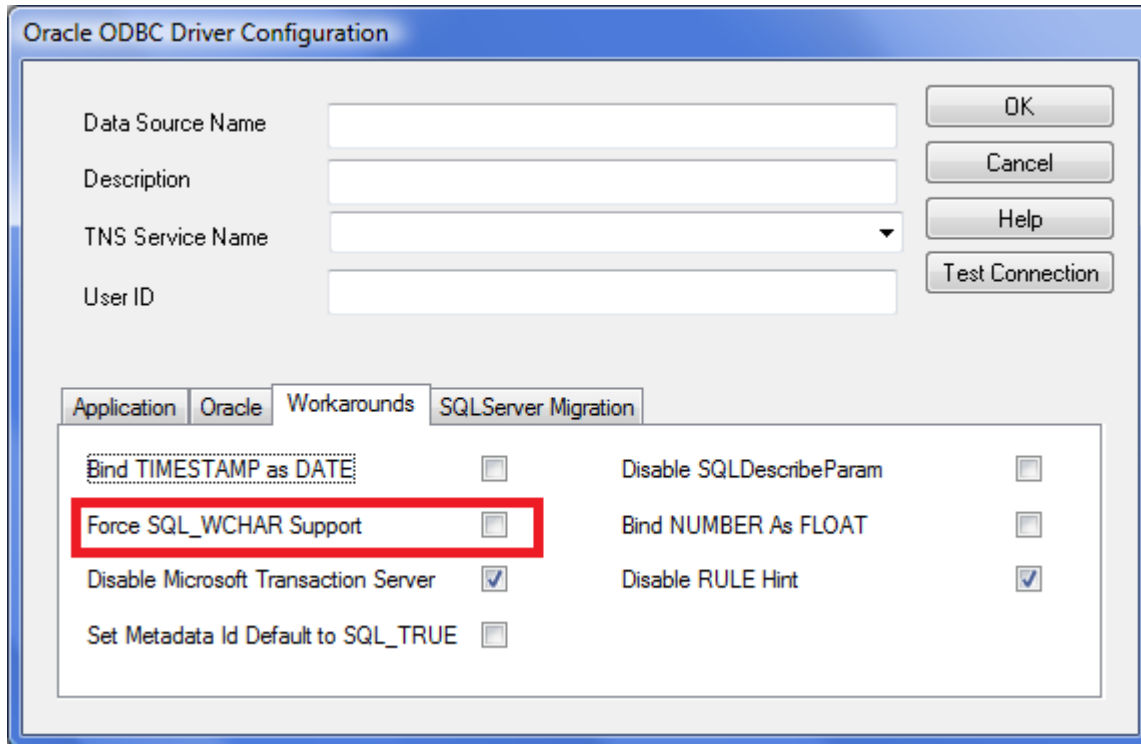 Oracle ODBC Driver Configuration
Data Source Name
OK
Description
Cancel
TNS Service Name
Help
User ID
Test Connection
Application Oracle Workarounds SQLServer Migration
Bind TIMESTAMP as DATE
Disable SQLDescribeParam
Force SQL_WCHAR Support
Bind NUMBER As FLOAT
Disable Microsoft Transaction Server
Disable RULE Hint
Set Metadata Id Default to SQL_TRUE